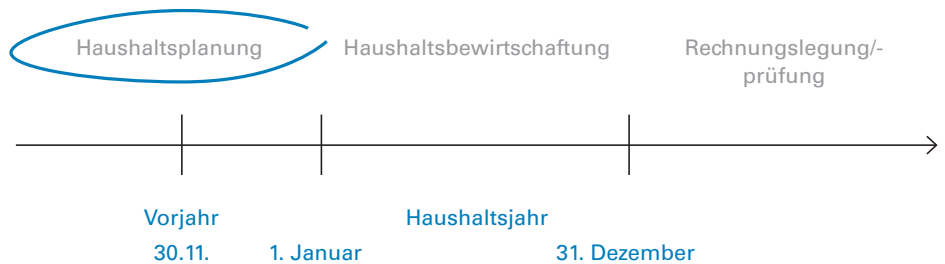 Haushaltsplanung
Haushaltsbewirtschaftung
Rechnungslegung/-
prüfung
Vorjahr
Haushaltsjahr
30.11.
1. Januar
31. Dezember